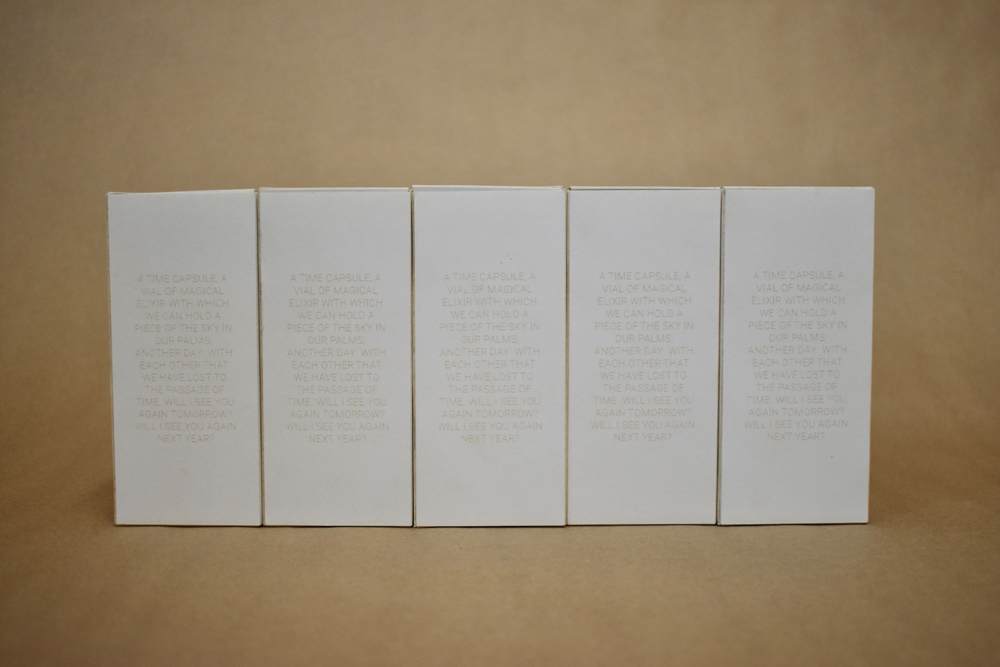 A TIME CAPSULE, A
VIAL OF MAGICAL
ELIXIR WITH WHICH
WE CAN HOLD A
PIECE OF THE SKY IN
OUR PALMS;
ANOTHER DAY WITH
EACH OTHER THAT
WE HAVE LOST TO
THE PASSAGE OF
TIME. WILL I SEE YOU
AGAIN TOMORROW?
WILL I SEE YOU AGAIN
NEXT YEAR?
A TIME CAPSULE, A
VIAL OF MAGICAL
ELIXIR WITH WHICH
WE CAN HOLD A
PIECE OF THE SKY IN
OUR PALMS;
ANOTHER DAY WITH
EACH OTHER THAT
WE HAVE LOST TO
THE PASSAGE OF
TIME. WILL I SEE YOU
AGAIN TOMORROW?
WILL I SEE YOU AGAIN
NEXT YEAR?
A TIME CAPSULE, A
VIAL OF MAGICAL
ELIXIR WITH WHICH
WE CAN HOLD A
PIECE OF THE SKY IN
OUR PALMS;
ANOTHER DAY WITH
EACH OTHER THAT
WE HAVE LOST TO
THE PASSAGE OF
TIME. WILL I SEE YOU
AGAIN TOMORROW?
WILL I SEE YOU AGAIN
NEXT YEAR?
A TIME CAPSULE, A
VIAL OF MAGICAL
ELIXIR WITH WHICH
WE CAN HOLD A
PIECE OF THE SKY IN
OUR PALMS;
ANOTHER DAY WITH
EACH OTHER THAT
WE HAVE LOST TO
THE PASSAGE OF
TIME. WILL I SEE YOU
AGAIN TOMORROW?
WILL I SEE YOU AGAIN
NEXT YEAR?
A TIME CAPSULE, A
VIAL OF MAGICAL
ELIXIR WITH WHICH
WE CAN HOLD A
PIECE OF THE SKY IN
OUR PALMS;
ANOTHER DAY WITH
EACH OTHER THAT
WE HAVE LOST TO
THE PASSAGE OF
TIME. WILL I SEE YOU
AGAIN TOMORROW?
WILL I SEE YOU AGAIN
NEXT YEAR?